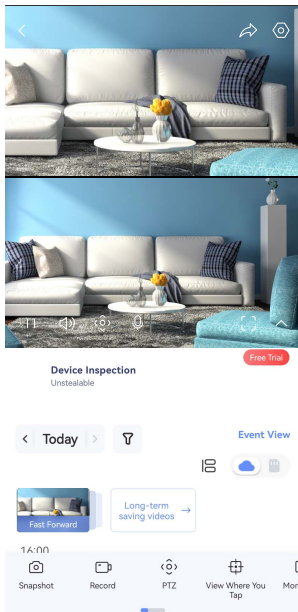 Free Trial
Device Inspection
Unstealable
Today
Event View
Fast Forward
Long-term
saving videos
16:00
Snapshot
Record
PTZ
View Where You
Tap
Mor